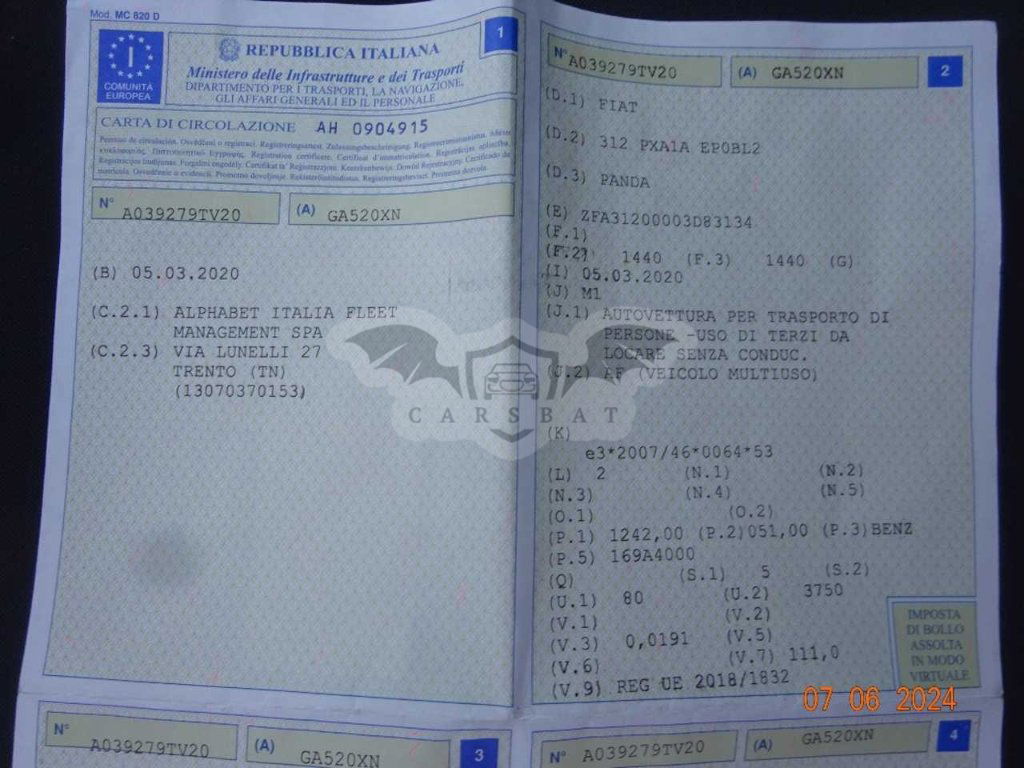 Mod. MC 820 D
1
I
COMUNITÀ
EUROPEA
REPUBBLICA ITALIANA
Ministero delle Infrastrutture e dei Trasporti
DIPARTIMENTO PER I TRASPORTI, LA NAVIGAZIONE,
GLI AFFARI GENERALI ED IL PERSONALE
CARTA DI CIRCOLAZIONE AH 0904915
N° A039279TV20 (A) GA520XN
(B) 05.03.2020
(C.2.1) ALPHABET ITALIA FLEET
MANAGEMENT SPA
(C.2.3) VIA LUNELLI 27
TRENTO (TN)
(13070370153)
N° A039279TV20 (A) GA520XN 2
(D.1) FIAT
(D.2) 312 PXA1A EP0BL2
(D.3) PANDA
(E) ZFA31200003D83134
(F.1)
(F.2) 1440 (F.3) 1440 (G)
(I) 05.03.2020
(J) M1
(J.1) AUTOVETTURA PER TRASPORTO DI
PERSONE -USO DI TERZI DA
LOCARE SENZA CONDUC.
(J.2) AF (VEICOLO MULTIUSO)
CARSBAT
(K)
e3*2007/46*0064*53
(L) 2 (N.1) (N.2)
(N.3) (N.4) (N.5)
(O.1) (O.2)
(P.1) 1242,00 (P.2)051,00 (P.3)BENZ
(P.5) 169A4000
(Q) (S.1) 5 (S.2)
(U.1) 80 (U.2) 3750
(V.1) (V.2)
(V.3) 0,0191 (V.5)
(V.6) (V.7) 111,0
(V.9) REG UE 2018/1832
IMPOSTA
DI BOLLO
ASSOLTA
IN MODO
VIRTUALE
07 06 2024
N° A039279TV20 (A) GA520XN 3
N° A039279TV20 (A) GA520XN 4